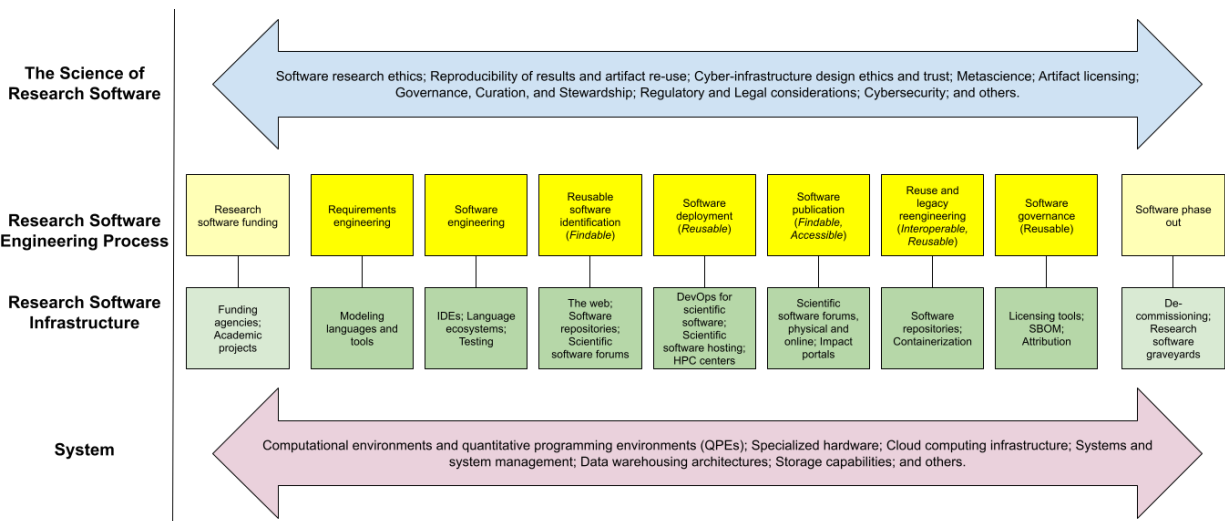 The Science of
Research Software
Software research ethics; Reproducibility of results and artifact re-use; Cyber-infrastructure design ethics and trust; Metascience; Artifact licensing;
Governance, Curation, and Stewardship; Regulatory and Legal considerations; Cybersecurity; and others.
Research Software
Engineering Process
Research
software funding
Requirements
engineering
Software
engineering
Reusable
software
identification
(Findable)
Software
deployment
(Reusable)
Software
publication
(Findable,
Accessible)
Reuse and
legacy
reengineering
(Interoperable,
Reusable)
Software
governance
(Reusable)
Software phase
out
Research Software
Infrastructure
Funding
agencies;
Academic
projects
Modeling
languages and
tools
IDEs; Language
ecosystems;
Testing
The web;
Software
repositories;
Scientific
software forums
DevOps for
scientific
software;
Scientific
software hosting;
HPC centers
Scientific
software forums,
physical and
online; Impact
portals
Software
repositories;
Containerization
Licensing tools;
SBOM;
Attribution
De-
commissioning;
Research
software
graveyards
System
Computational environments and quantitative programming environments (QPEs); Specialized hardware; Cloud computing infrastructure; Systems and
system management; Data warehousing architectures; Storage capabilities; and others.